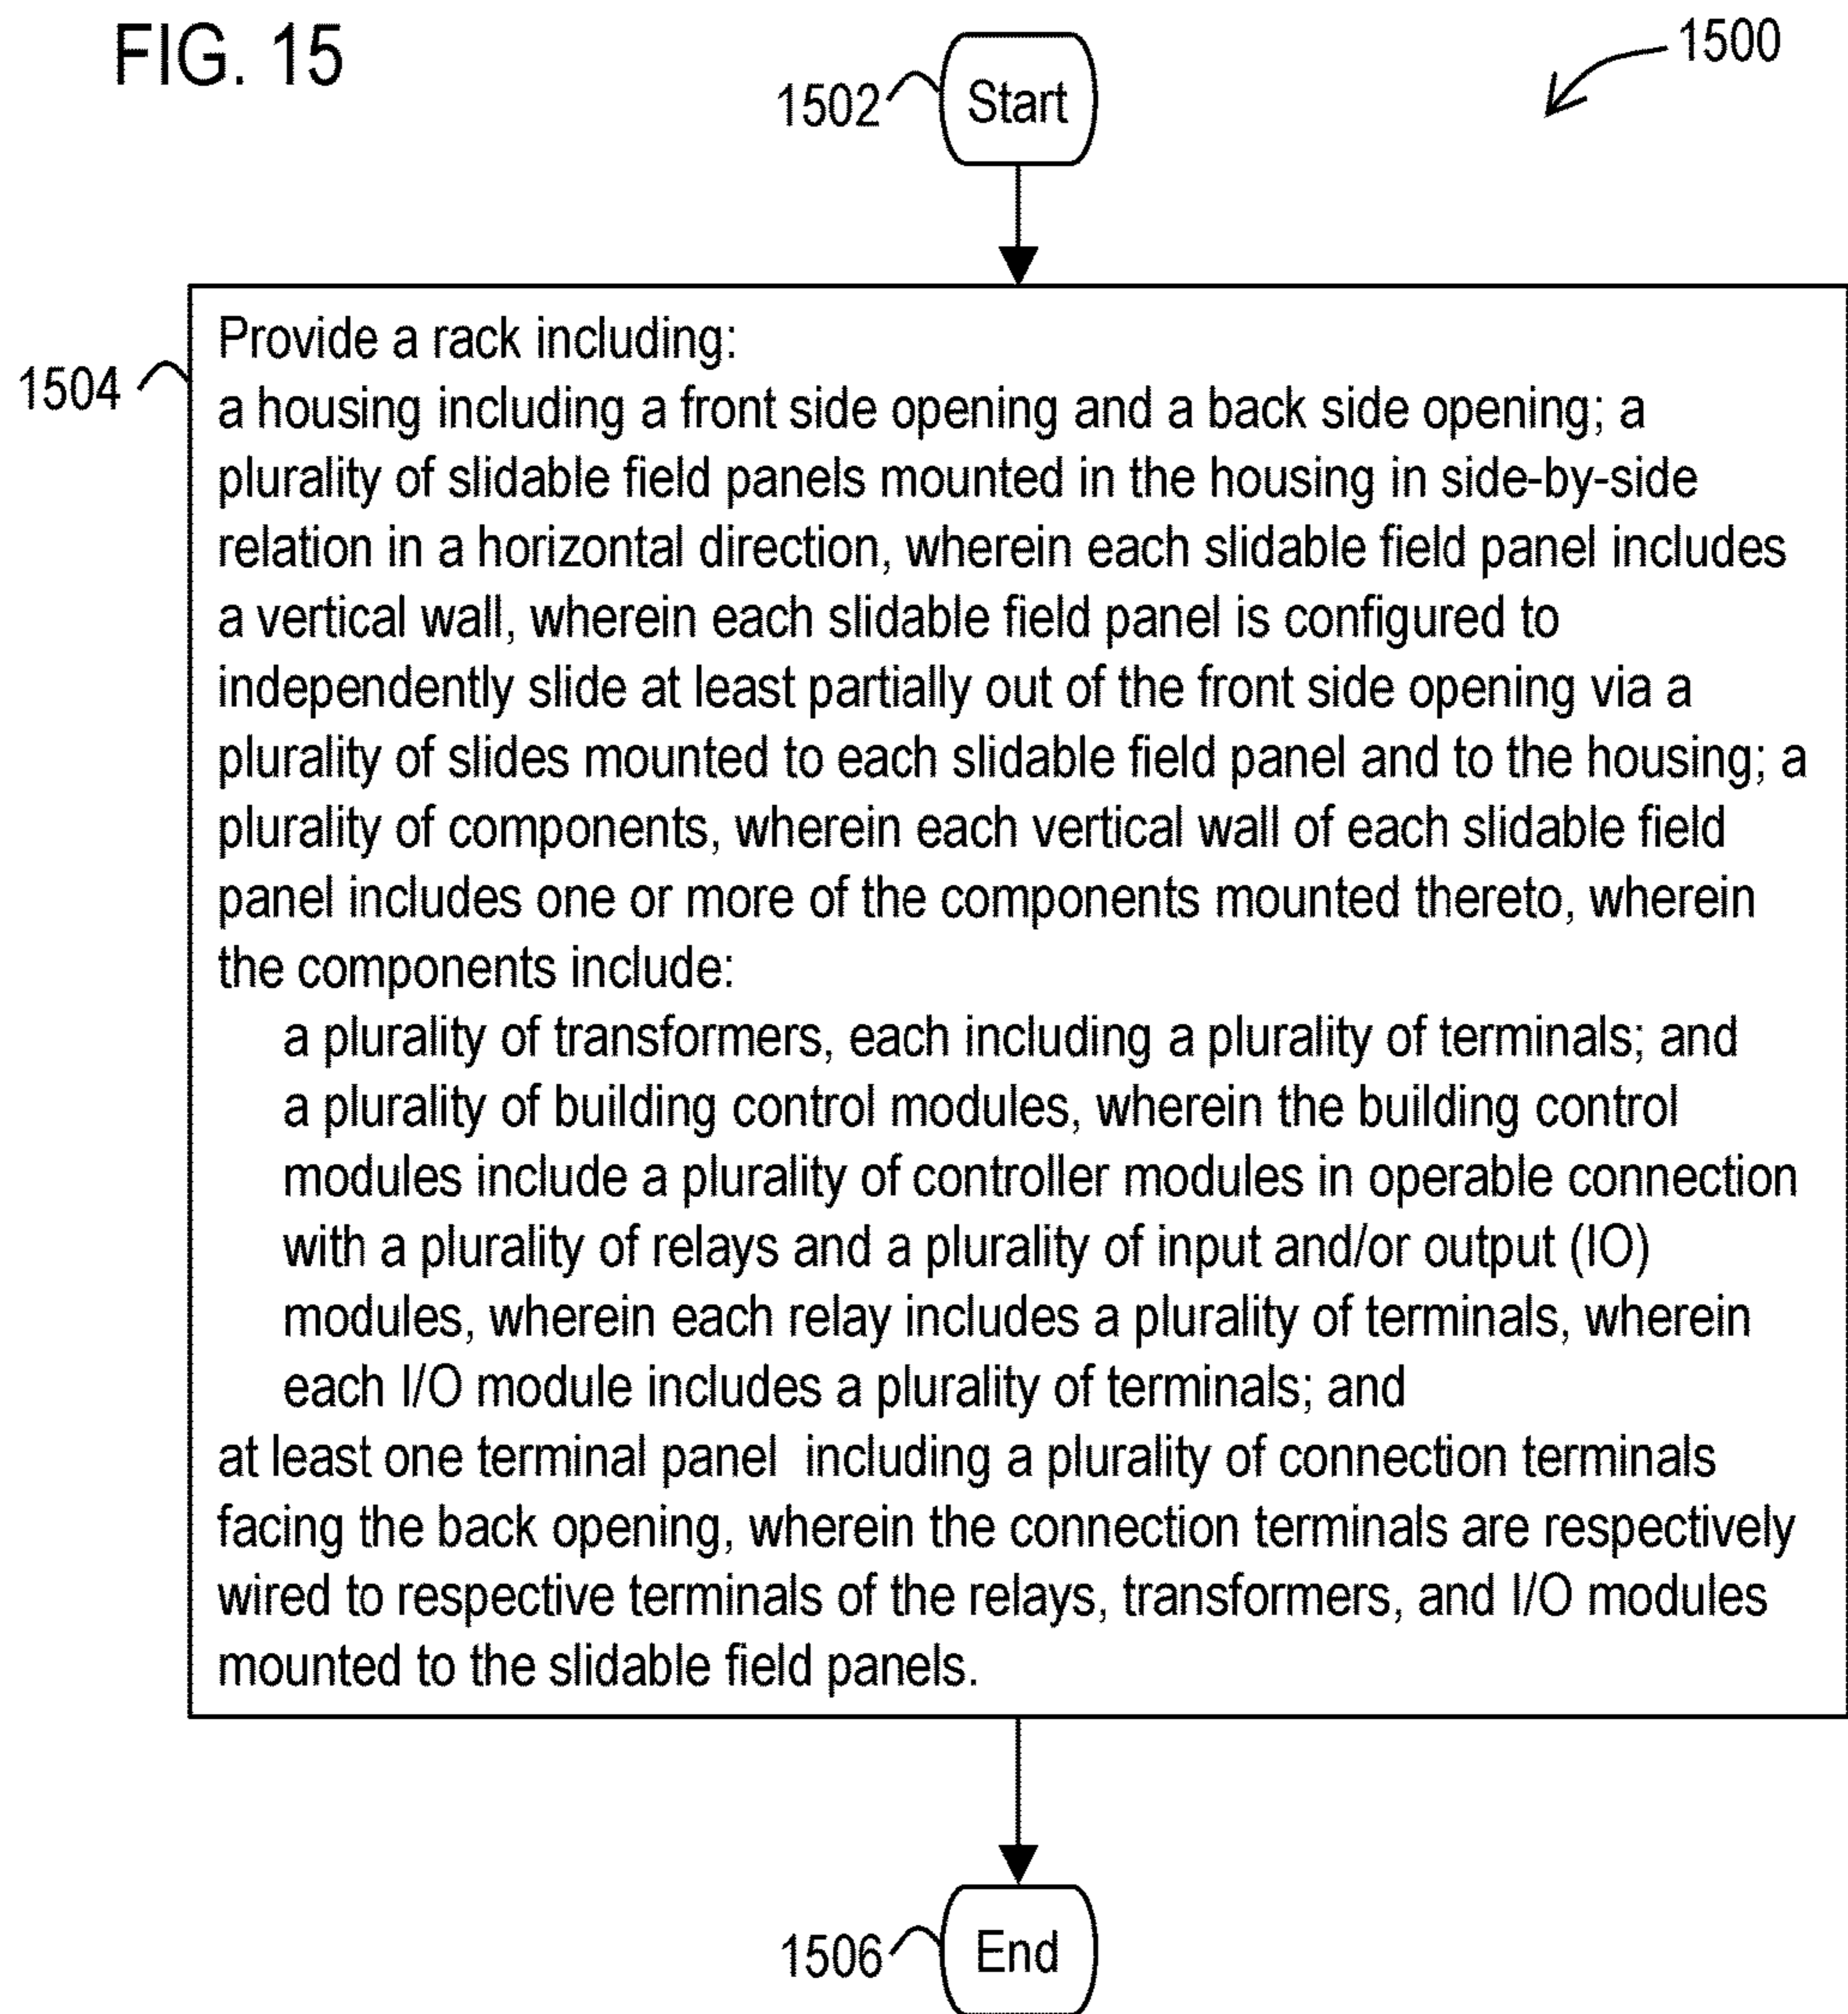 FIG. 15
1500
1502
Start
1504
Provide a rack including:
a housing including a front side opening and a back side opening; a
plurality of slidable field panels mounted in the housing in side-by-side
relation in a horizontal direction, wherein each slidable field panel includes
a vertical wall, wherein each slidable field panel is configured to
independently slide at least partially out of the front side opening via a
plurality of slides mounted to each slidable field panel and to the housing; a
plurality of components, wherein each vertical wall of each slidable field
panel includes one or more of the components mounted thereto, wherein
the components include:
a plurality of transformers, each including a plurality of terminals; and
a plurality of building control modules, wherein the building control
modules include a plurality of controller modules in operable connection
with a plurality of relays and a plurality of input and/or output (IO)
modules, wherein each relay includes a plurality of terminals, wherein
each I/O module includes a plurality of terminals; and
at least one terminal panel  including a plurality of connection terminals
facing the back opening, wherein the connection terminals are respectively
wired to respective terminals of the relays, transformers, and I/O modules
mounted to the slidable field panels.
1506
End